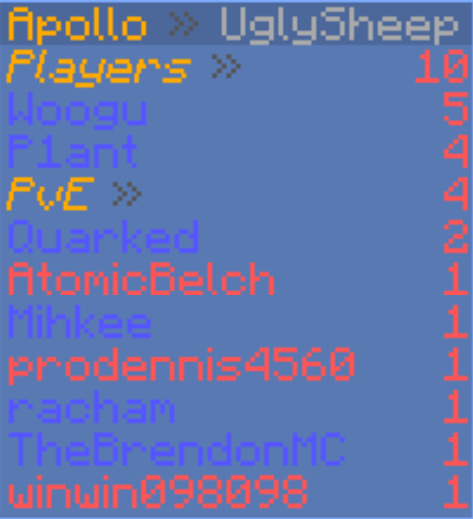 Apollo » UglySheep
Players » 10
Woogu 5
P1ant 4
PvE » 4
Quarked 2
AtomicBelch 1
Mihkee 1
prodennis4560 1
racham 1
TheBrendonMC 1
winwin098098 1